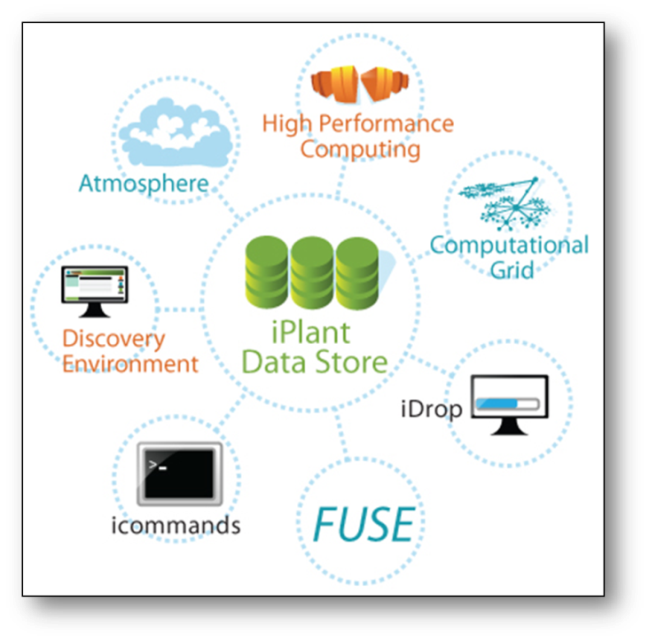 High Performance
Computing
Atmosphere
Computational
Grid
iPlant
Data Store
Discovery
Environment
iDrop
>-
icommands
FUSE